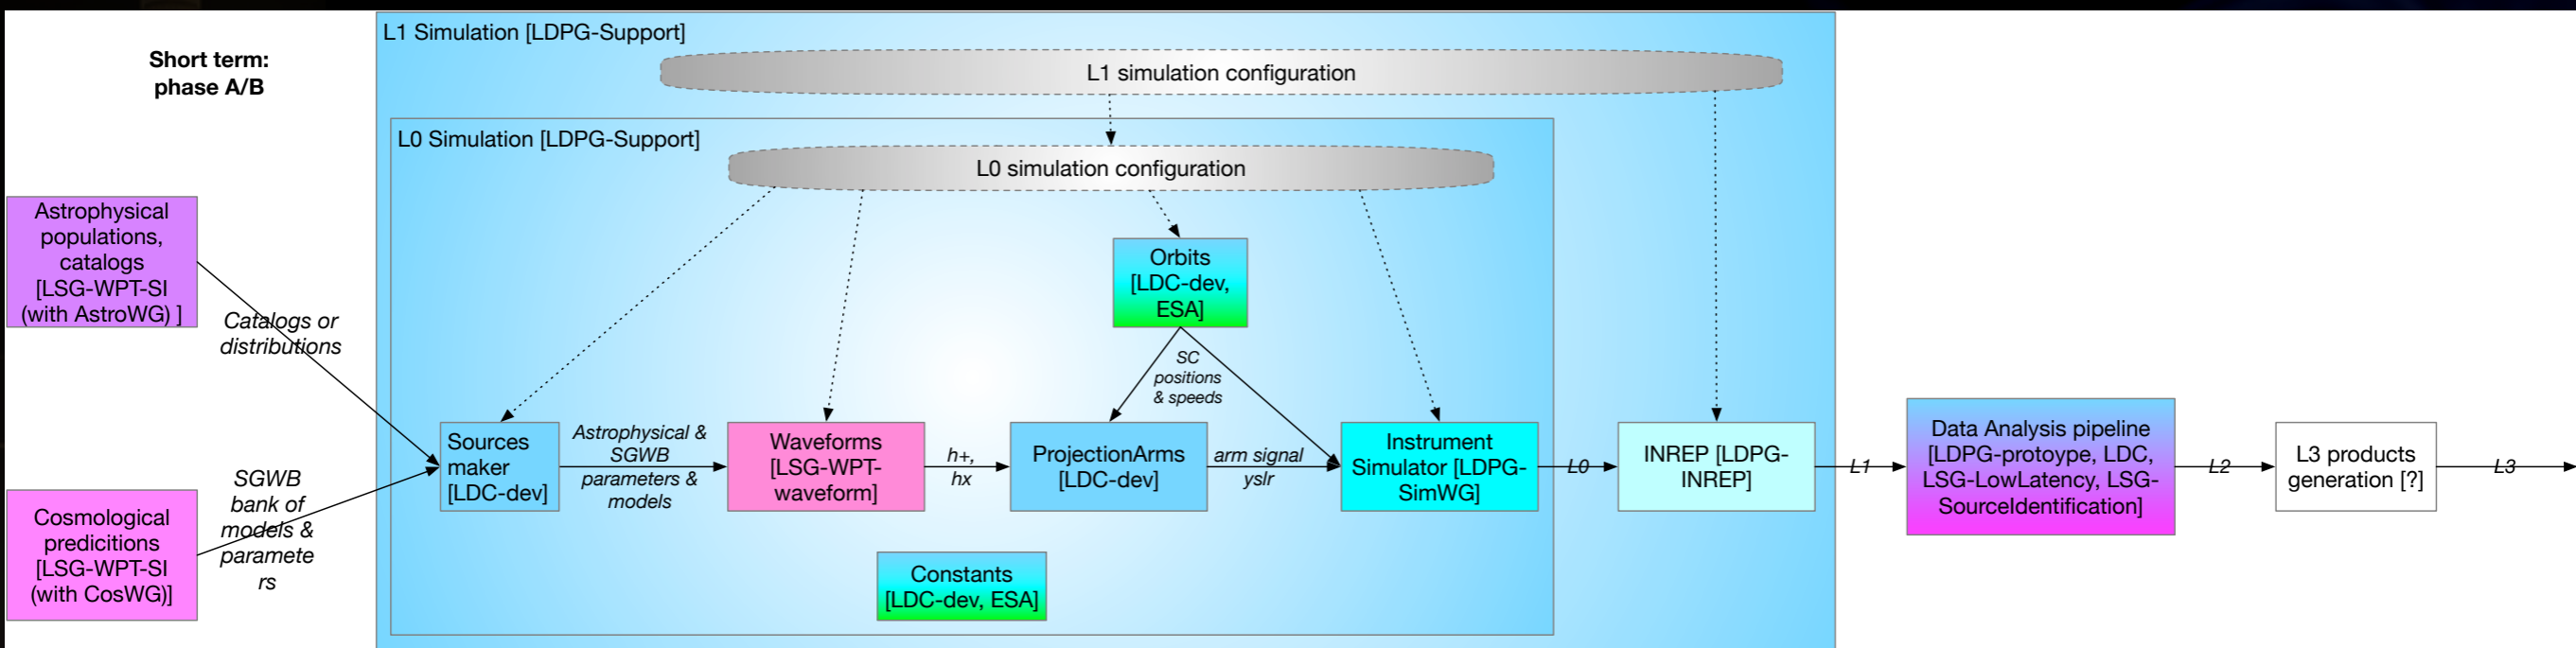 Short term:
phase A/B
L1 Simulation [LDPG-Support]
L1 simulation configuration
L0 Simulation [LDPG-Support]
L0 simulation configuration
Astrophysical
populations,
catalogs
[LSG-WPT-SI
(with AstroWG) ]
Catalogs or
distributions
Cosmological
predicitions
[LSG-WPT-SI
(with CosWG)]
SGWB
bank of
models &
paramete
rs
Sources
maker
[LDC-dev]
Astrophysical &
SGWB
parameters &
models
Waveforms
[LSG-WPT-
waveform]
h+,
hx
Orbits
[LDC-dev,
ESA]
SC
positions
& speeds
ProjectionArms
[LDC-dev]
arm signal
yslr
Instrument
Simulator [LDPG-
SimWG]
Constants
[LDC-dev, ESA]
L0
INREP [LDPG-
INREP]
L1
Data Analysis pipeline
[LDPG-protoype, LDC,
LSG-LowLatency, LSG-
SourceIdentification]
L2
L3 products
generation [?]
L3